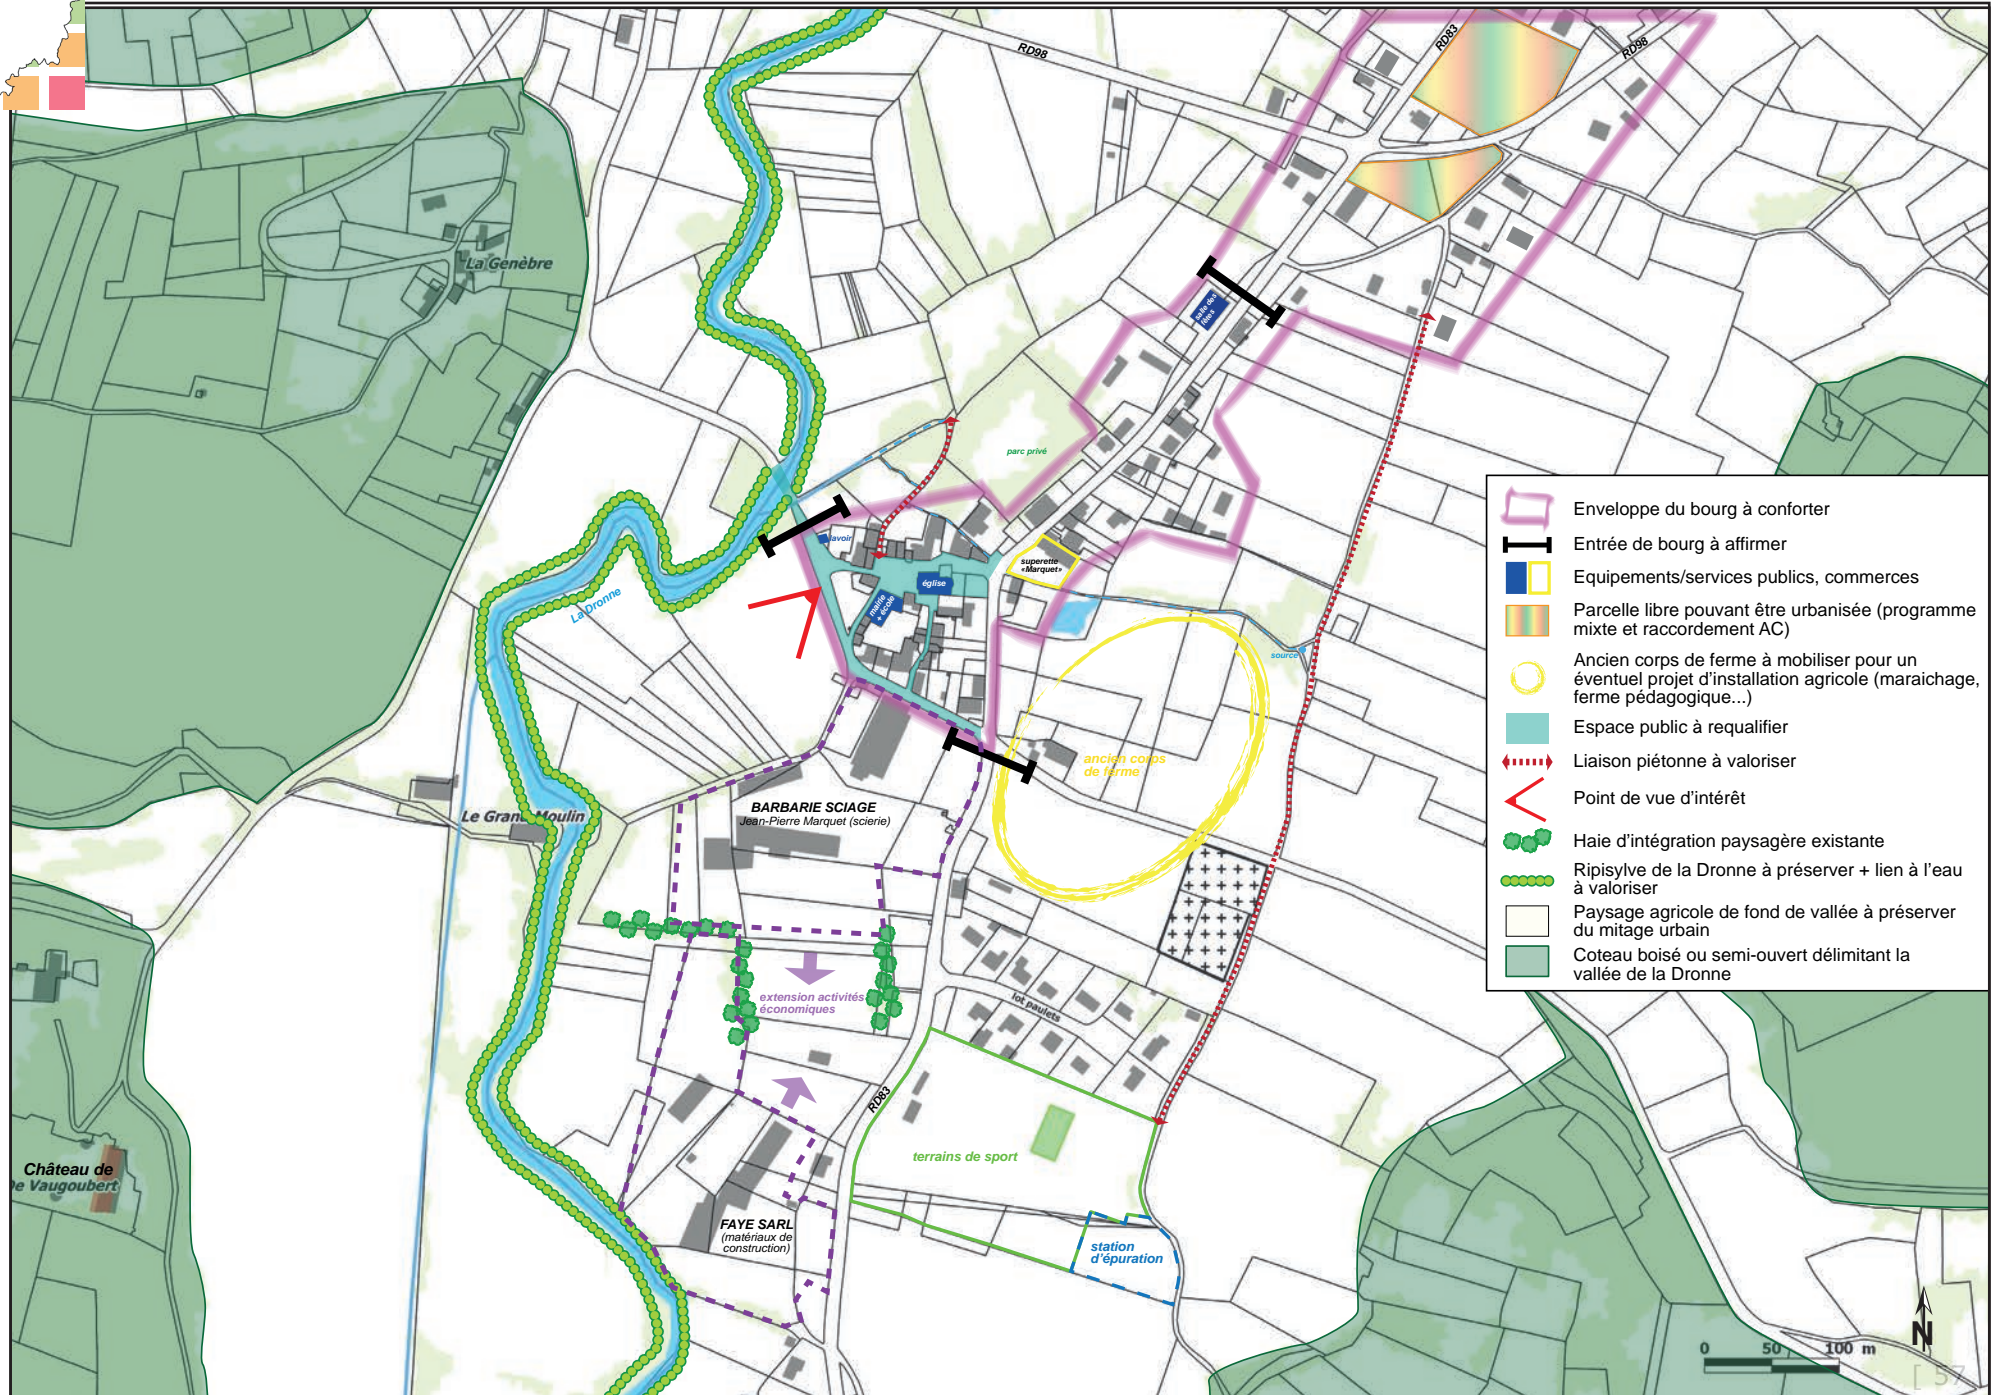 RD98
RD83
RD98
La Genèbre
salle des
fêtes
parc privé
lavoir
superette
«Marquet»
église
mairie
+ école
La Dronne
source
ancien corps
de ferme
BARBARIE SCIAGE
Jean-Pierre Marquet (scierie)
Le Grand Moulin
extension activités
économiques
lot paulets
RD83
terrains de sport
Château de
De Vaugoubert
FAYE SARL
(matériaux de
construction)
station
d'épuration
Enveloppe du bourg à conforter
Entrée de bourg à affirmer
Equipements/services publics, commerces
Parcelle libre pouvant être urbanisée (programme
mixte et raccordement AC)
Ancien corps de ferme à mobiliser pour un
éventuel projet d'installation agricole (maraichage,
ferme pédagogique...)
Espace public à requalifier
Liaison piétonne à valoriser
Point de vue d'intérêt
Haie d'intégration paysagère existante
Ripisylve de la Dronne à préserver + lien à l'eau
à valoriser
Paysage agricole de fond de vallée à préserver
du mitage urbain
Coteau boisé ou semi-ouvert délimitant la
vallée de la Dronne
N
0 50 100 m
[ 57